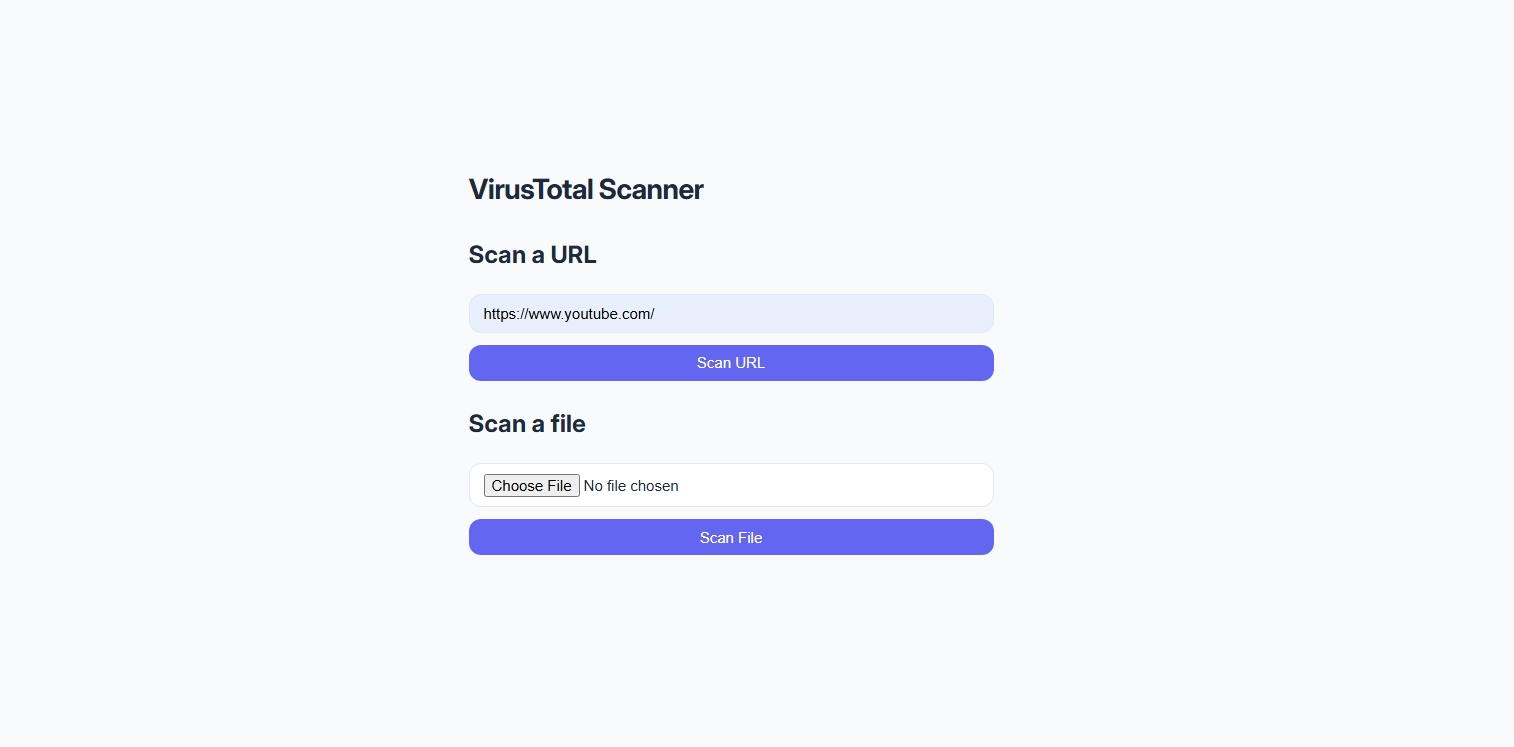 VirusTotal Scanner
Scan a URL
https://www.youtube.com/
Scan URL
Scan a file
Choose File No file chosen
Scan File